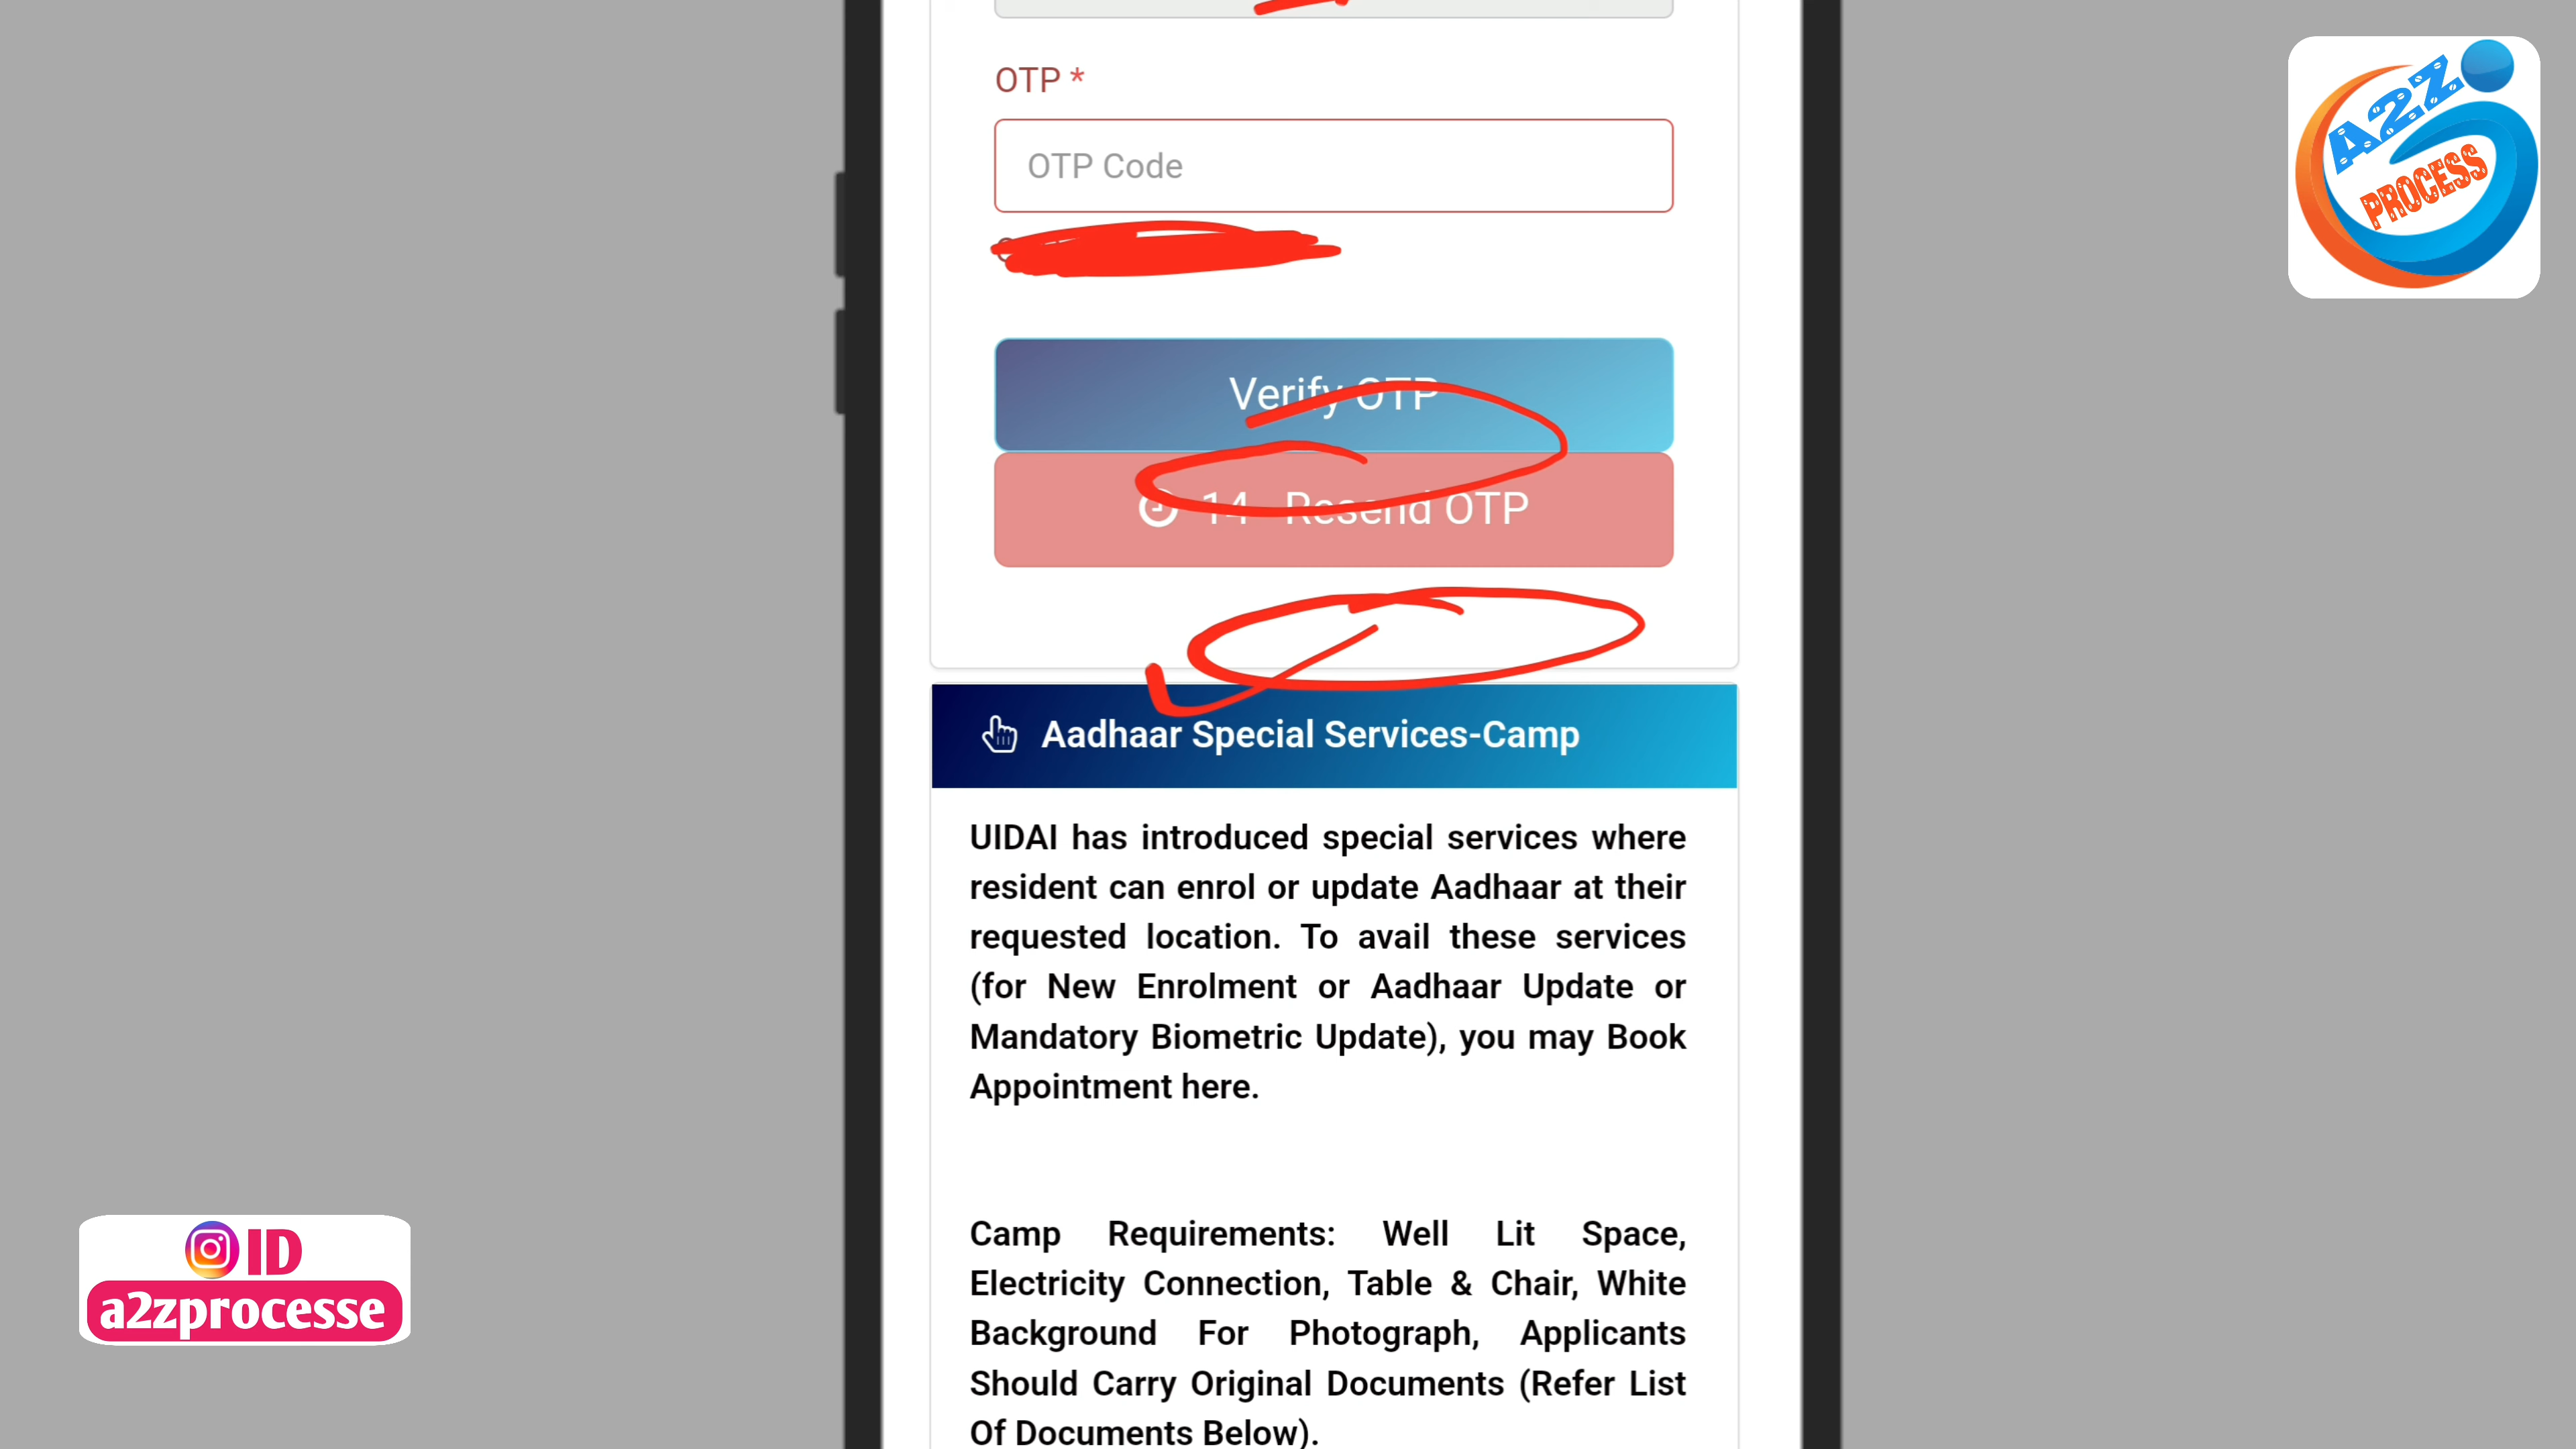 OTP *
OTP Code
Verify OTP
14 Resend OTP
Aadhaar Special Services-Camp
UIDAI has introduced special services where
resident can enrol or update Aadhaar at their
requested location. To avail these services
(for New Enrolment or Aadhaar Update or
Mandatory Biometric Update), you may Book
Appointment here.
Camp Requirements: Well Lit Space,
Electricity Connection, Table & Chair, White
Background For Photograph, Applicants
Should Carry Original Documents (Refer List
Of Documents Below).
A2Z
PROCESS
ID
a2zprocesse